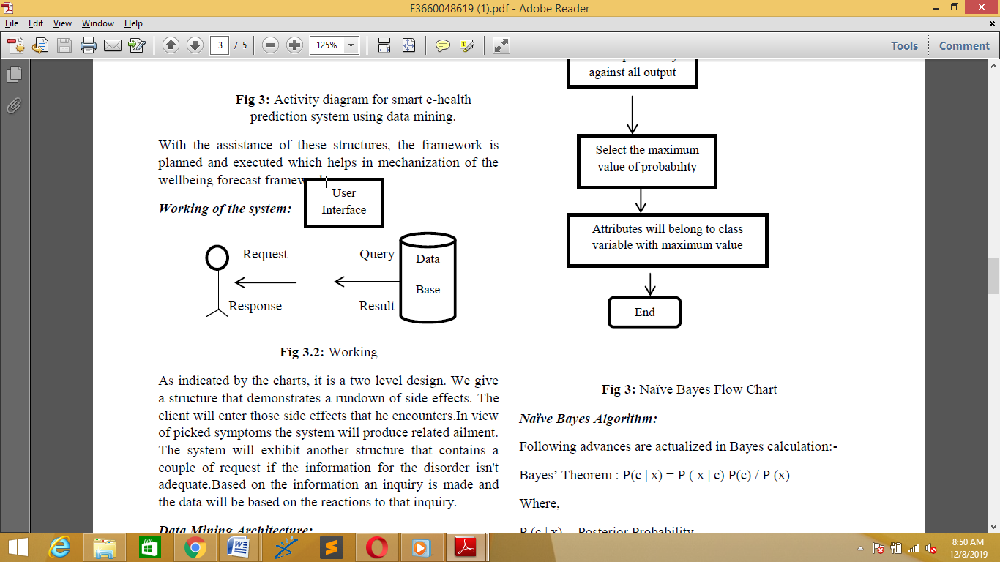 F3660048619 (1).pdf - Adobe Reader
File Edit View Window Help
3 / 5 125% Tools Comment
Fig 3: Activity diagram for smart e-health
prediction system using data mining.
With the assistance of these structures, the framework is
planned and executed which helps in mechanization of the
wellbeing forecast
Working of the system:
User
Interface
Request
Query
Data
Base
Response
Result
Fig 3.2: Working
As indicated by the charts, it is a two level design. We give
a structure that demonstrates a rundown of side effects. The
client will enter those side effects that he encounters.In view
of picked symptoms the system will produce related ailment.
The system will exhibit another structure that contains a
couple of request if the information for the disorder isn't
adequate.Based on the information an inquiry is made and
the data will be based on the reactions to that inquiry.
Data Mining Architecture:
against all output
Select the maximum
value of probability
Attributes will belong to class
variable with maximum value
End
Fig 3: Naïve Bayes Flow Chart
Naïve Bayes Algorithm:
Following advances are actualized in Bayes calculation:-
Bayes’ Theorem : P(c | x) = P ( x | c) P(c) / P (x)
Where,
P (c | x) = Posterior Probability
8:50 AM
12/8/2019